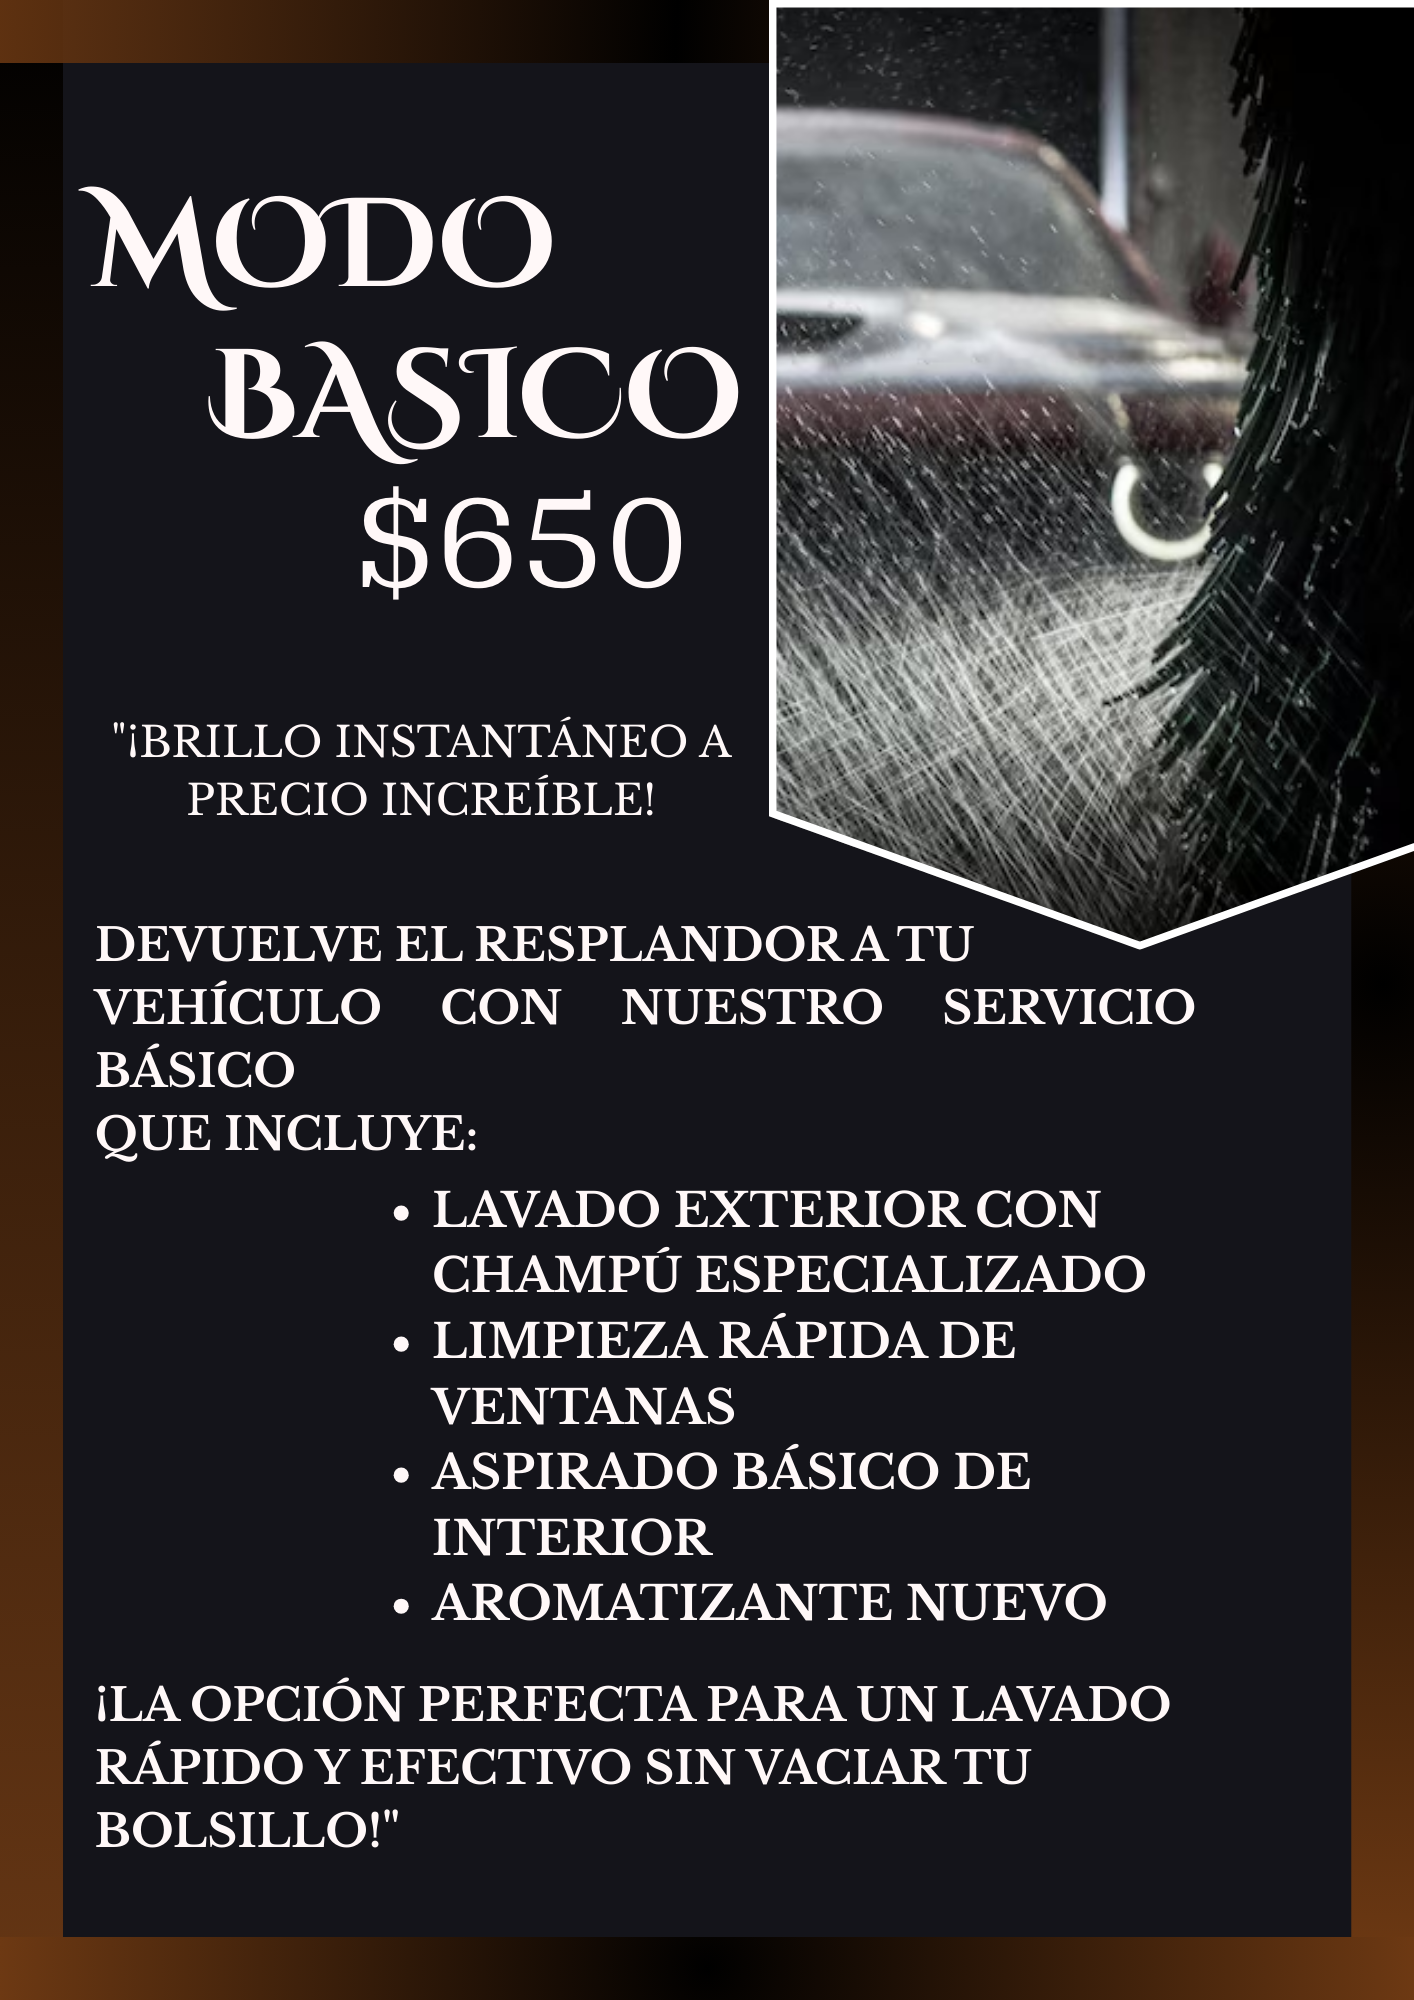 MODO
BASICO
$650
"¡BRILLO INSTANTÁNEO A
PRECIO INCREÍBLE!
DEVUELVE EL RESPLANDOR A TU
VEHÍCULO CON NUESTRO SERVICIO
BÁSICO
QUE INCLUYE:
• LAVADO EXTERIOR CON
CHAMPÚ ESPECIALIZADO
• LIMPIEZA RÁPIDA DE
VENTANAS
• ASPIRADO BÁSICO DE
INTERIOR
• AROMATIZANTE NUEVO
¡LA OPCIÓN PERFECTA PARA UN LAVADO
RÁPIDO Y EFECTIVO SIN VACIAR TU
BOLSILLO!"